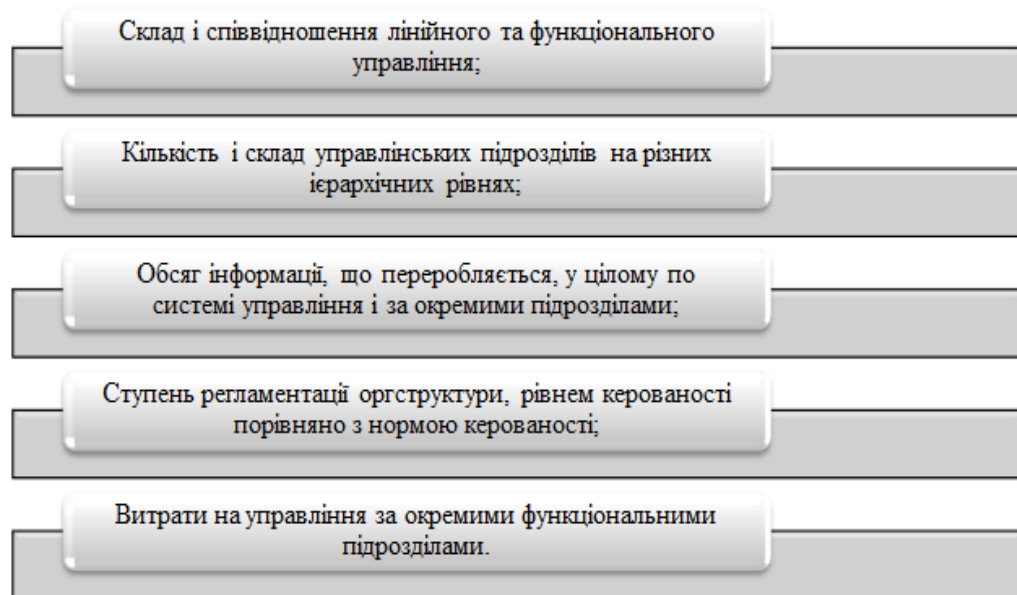 Склад і співвідношення лінійного та функціонального
управління;
Кількість і склад управлінських підрозділів на різних
ієрархічних рівнях;
Обсяг інформації, що переробляється, у цілому по
системі управління і за окремими підрозділами;
Ступень регламентації оргструктури, рівнем керованості
порівняно з нормою керованості;
Витрати на управління за окремими функціональними
підрозділами.